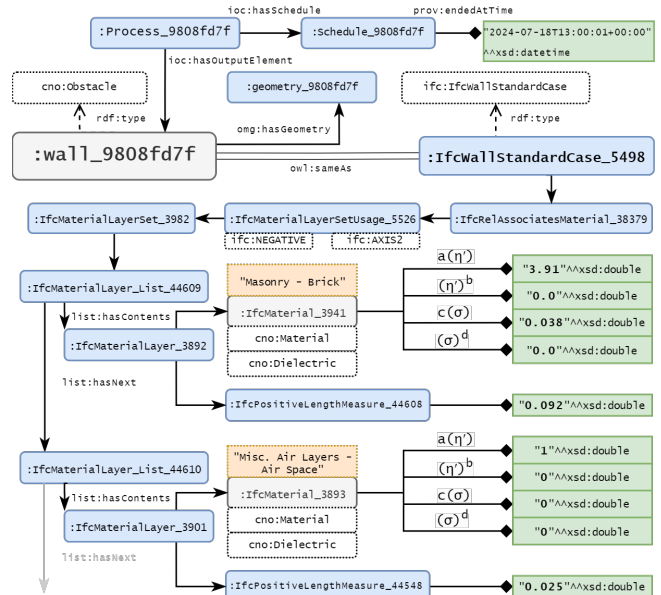 ioc:hasSchedule
prov:endedAtTime
:Process_9808fd7f
:Schedule_9808fd7f
"2024-07-18T13:00:01+00:00"
^^xsd:datetime
ioc:hasOutputElement
cno:Obstacle
:geometry_9808fd7f
ifc:IfcWallStandardCase
rdf:type
omg:hasGeometry
rdf:type
:wall_9808fd7f
owl:sameAs
:IfcWallStandardCase_5498
:IfcMaterialLayerSet_3982
:IfcMaterialLayerSetUsage_5526
:IfcRelAssociatesMaterial_38379
ifc:NEGATIVE
ifc:AXIS2
:IfcMaterialLayer_List_44609
"Masonry - Brick"
a(η′)
"3.91"^^xsd:double
(η′)b
"0.0"^^xsd:double
list:hasContents
:IfcMaterial_3941
c(σ)
"0.038"^^xsd:double
:IfcMaterialLayer_3892
cno:Material
(σ)d
"0.0"^^xsd:double
cno:Dielectric
list:hasNext
:IfcPositiveLengthMeasure_44608
"0.092"^^xsd:double
:IfcMaterialLayer_List_44610
"Misc. Air Layers -
Air Space"
a(η′)
"1"^^xsd:double
(η′)b
"0"^^xsd:double
list:hasContents
:IfcMaterial_3893
c(σ)
"0"^^xsd:double
:IfcMaterialLayer_3901
cno:Material
(σ)d
"0"^^xsd:double
cno:Dielectric
list:hasNext
:IfcPositiveLengthMeasure_44548
"0.025"^^xsd:double